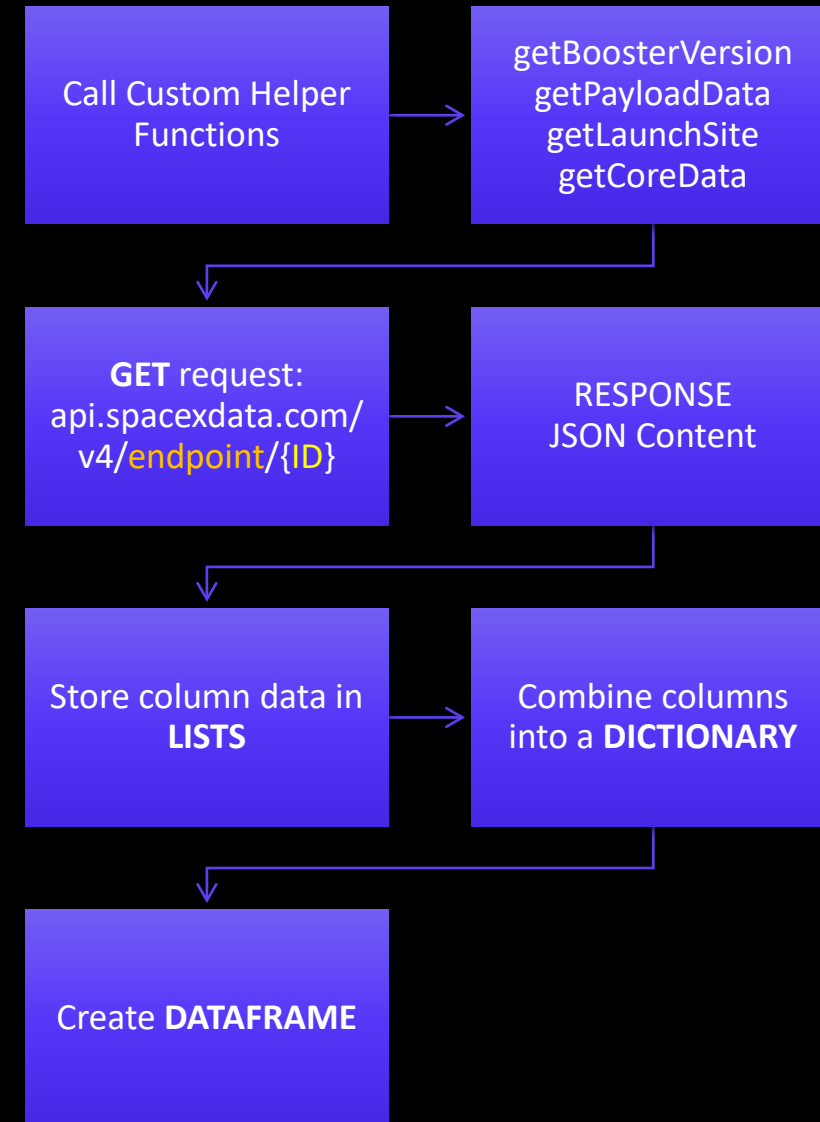 Call Custom Helper
Functions
getBoosterVersion
getPayloadData
getLaunchSite
getCoreData
GET request:
api.spacexdata.com/
v4/endpoint/{ID}
RESPONSE
JSON Content
Store column data in
LISTS
Combine columns
into a DICTIONARY
Create DATAFRAME